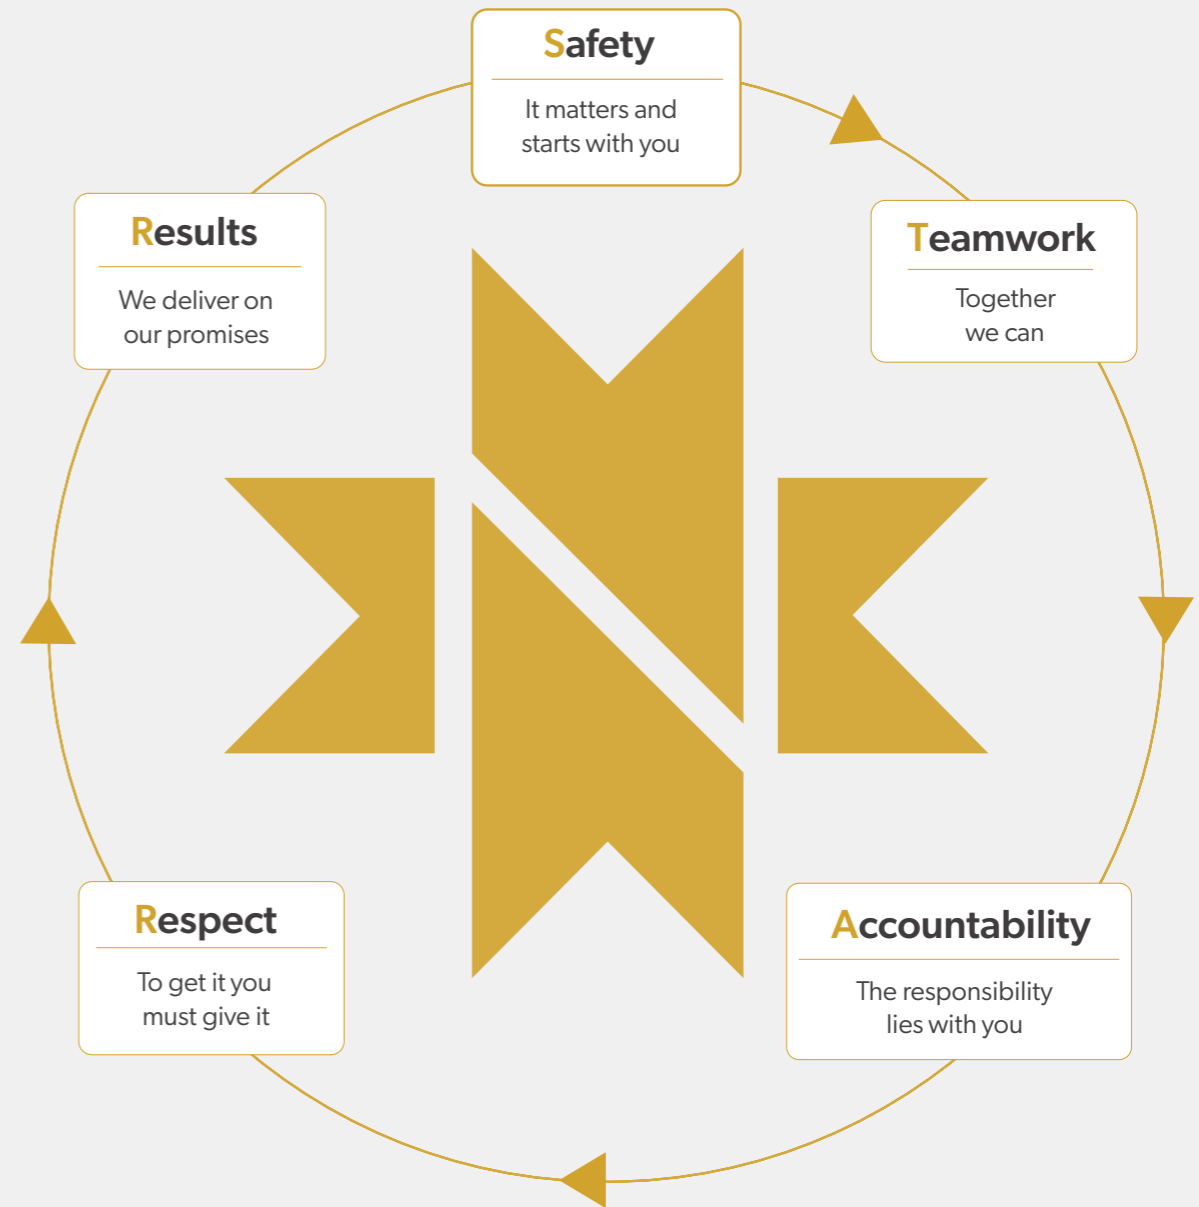 Safety
It matters and
starts with you
Teamwork
Together
we can
Accountability
The responsibility
lies with you
Respect
To get it you
must give it
Results
We deliver on
our promises